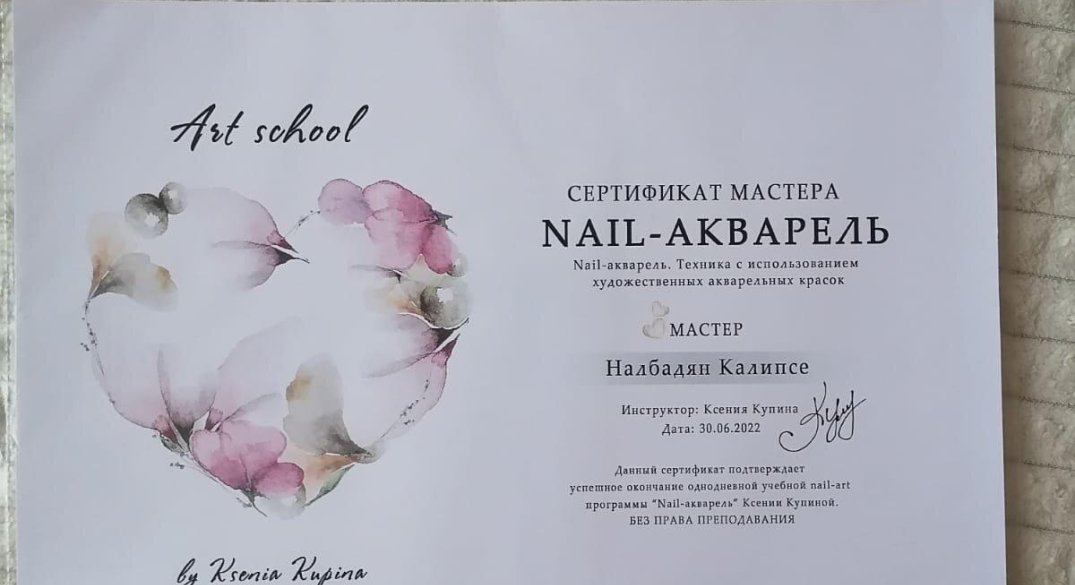 Art school
СЕРТИФИКАТ МАСТЕРА
NAIL-АКВАРЕЛЬ
Nail-акварель. Техника с использованием
художественных акварельных красок
МАСТЕР
Налбадян Калипсе
Инструктор: Ксения Купина
Дата: 30.06.2022
Данный сертификат подтверждает
успешное окончание однодневной учебной nail-art
программы “Nail-акварель” Ксении Купиной.
БЕЗ ПРАВА ПРЕПОДАВАНИЯ
by Ksenia Kupina